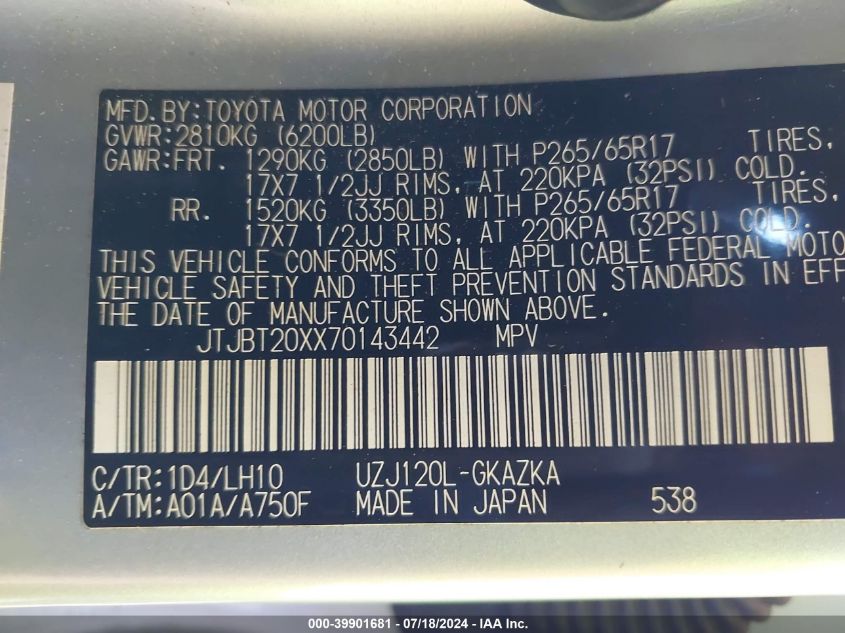 MFD. BY: TOYOTA MOTOR CORPORATION
GVWR: 2810KG (6200LB)
GAWR: FRT. 1290KG (2850LB) WITH P265/65R17 TIRES,
17X7 1/2JJ RIMS, AT 220KPA (32PSI) COLD.
RR. 1520KG (3350LB) WITH P265/65R17 TIRES,
17X7 1/2JJ RIMS, AT 220KPA (32PSI) COLD.
THIS VEHICLE CONFORMS TO ALL APPLICABLE FEDERAL MOTO
VEHICLE SAFETY AND THEFT PREVENTION STANDARDS IN EFF
THE DATE OF MANUFACTURE SHOWN ABOVE.
JTJBT20XX70143442 MPV
C/TR: 1D4/LH10 UZJ120L-GKAZKA
A/TM: A01A/A750F MADE IN JAPAN 538
000-39901681 - 07/18/2024 - IAA Inc.